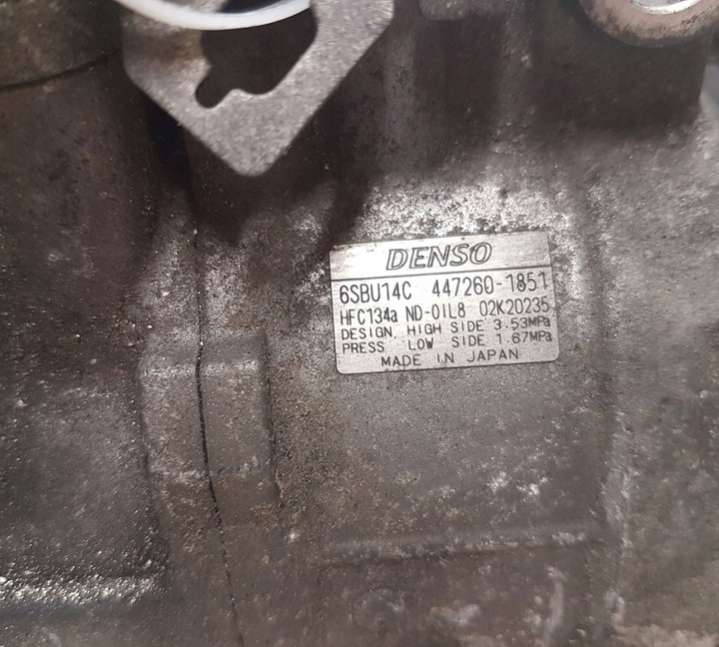 DENSO
6SBU14C 447260-1851
HFC134a ND-OIL8 02K20235
DESIGN. HIGH SIDE 3.53MPa
PRESS. LOW SIDE 1.67MPa
MADE IN JAPAN